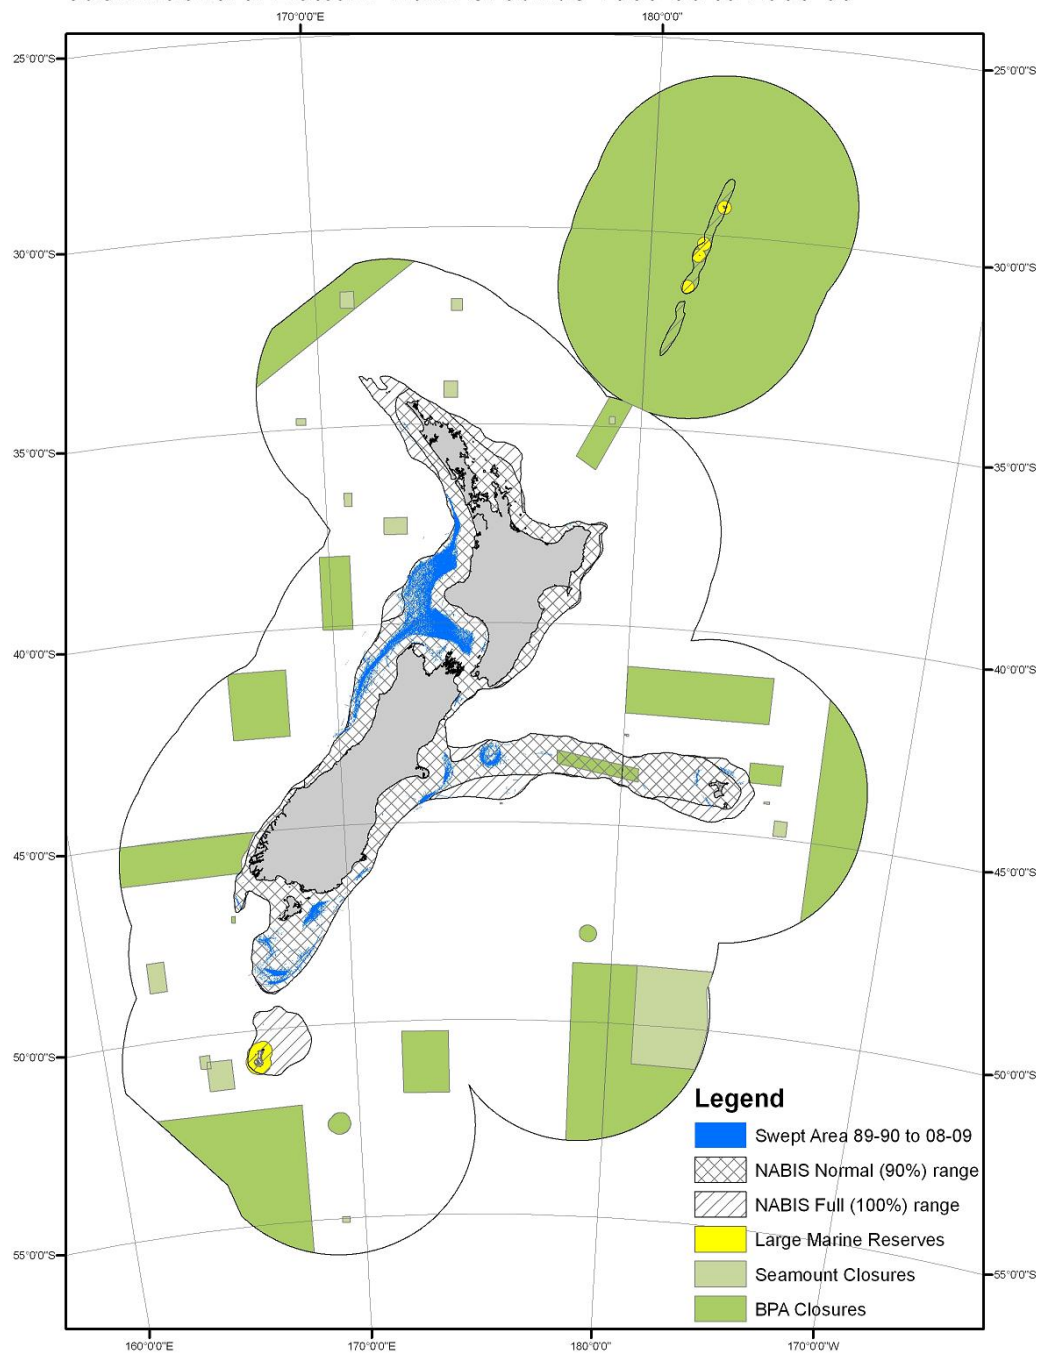 170°0'0"E
180°0'0"
25°0'0"S
25°0'0"S
30°0'0"S
30°0'0"S
35°0'0"S
35°0'0"S
40°0'0"S
40°0'0"S
45°0'0"S
45°0'0"S
50°0'0"S
50°0'0"S
55°0'0"S
55°0'0"S
Legend
Swept Area 89-90 to 08-09
NABIS Normal (90%) range
NABIS Full (100%) range
Large Marine Reserves
Seamount Closures
BPA Closures
160°0'0"E
170°0'0"E
180°0'0"
170°0'0"W